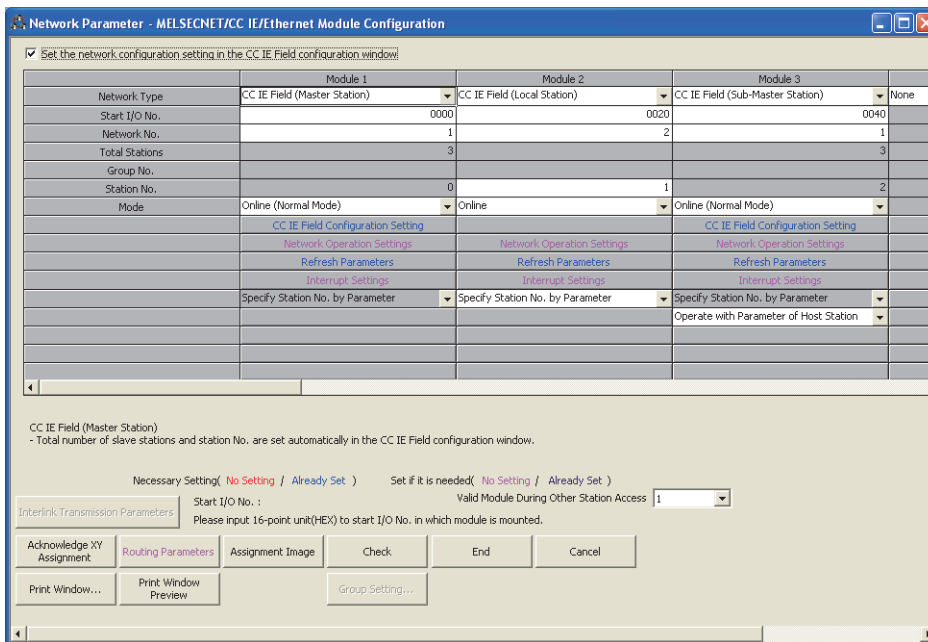 Network Parameter - MELSECNET/CC IE/Ethernet Module Configuration
Set the network configuration setting in the CC IE Field configuration window
Module 1 Module 2 Module 3
Network Type CC IE Field (Master Station) CC IE Field (Local Station) CC IE Field (Sub-Master Station) None
Start I/O No. 0000 0020 0040
Network No. 1 2 1
Total Stations 3 3
Group No.
Station No. 0 1 2
Mode Online (Normal Mode) Online Online (Normal Mode)
CC IE Field Configuration Setting CC IE Field Configuration Setting
Network Operation Settings Network Operation Settings Network Operation Settings
Refresh Parameters Refresh Parameters Refresh Parameters
Interrupt Settings Interrupt Settings Interrupt Settings
Specify Station No. by Parameter Specify Station No. by Parameter Specify Station No. by Parameter
Operate with Parameter of Host Station
CC IE Field (Master Station)
- Total number of slave stations and station No. are set automatically in the CC IE Field configuration window.
Necessary Setting( No Setting / Already Set ) Set if it is needed( No Setting / Already Set )
Interlink Transmission Parameters
Start I/O No. : Valid Module During Other Station Access 1
Please input 16-point unit(HEX) to start I/O No. in which module is mounted.
Acknowledge XY Assignment Routing Parameters Assignment Image Check End Cancel
Print Window... Print Window Preview Group Setting...